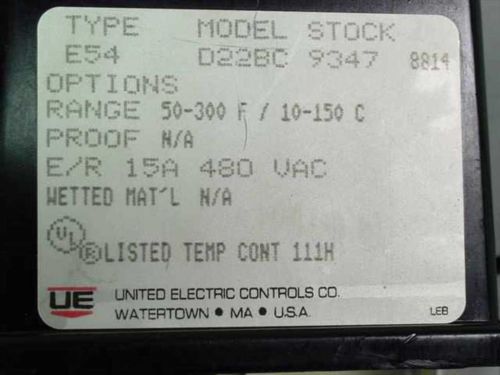 TYPE MODEL STOCK
E54 D22BC 9347 8814
OPTIONS
RANGE 50-300 F / 10-150 C
PROOF N/A
E/R 15A 480 VAC
WETTED MAT'L N/A
UL ® LISTED TEMP CONT 111H
UE UNITED ELECTRIC CONTROLS CO.
WATERTOWN • MA • U.S.A. LEB